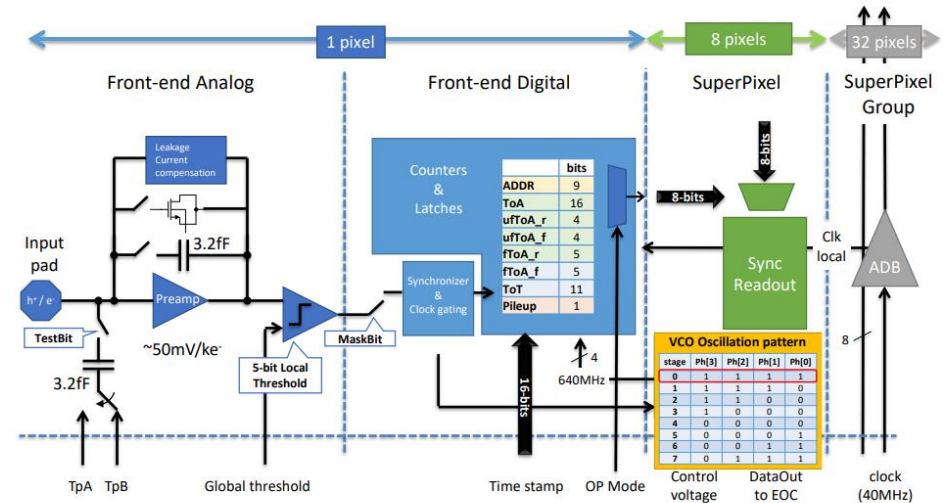 1 pixel
8 pixels
32 pixels
Front-end Analog
Front-end Digital
SuperPixel
SuperPixel
Group
Leakage
Current
compensation
3.2fF
Input
pad
h⁺/ e⁻
Preamp
~50mV/ke⁻
TestBit
3.2fF
5-bit Local
Threshold
MaskBit
Counters
&
Latches
Synchronizer
& Clock gating
bits
ADDR 9
ToA 16
ufToA_r 4
ufToA_f 4
fToA_r 5
fToA_f 5
ToT 11
Pileup 1
16-bits
4
640MHz
8-bits
8-bits
Sync
Readout
Clk
local
ADB
8
VCO Oscillation pattern
stage Ph[3] Ph[2] Ph[1] Ph[0]
0 1 1 1 1
1 1 1 1 0
2 1 1 0 0
3 1 0 0 0
4 0 0 0 0
5 0 0 0 1
6 0 0 1 1
7 0 1 1 1
TpA
TpB
Global threshold
Time stamp
OP Mode
Control
voltage
DataOut
to EOC
clock
(40MHz)